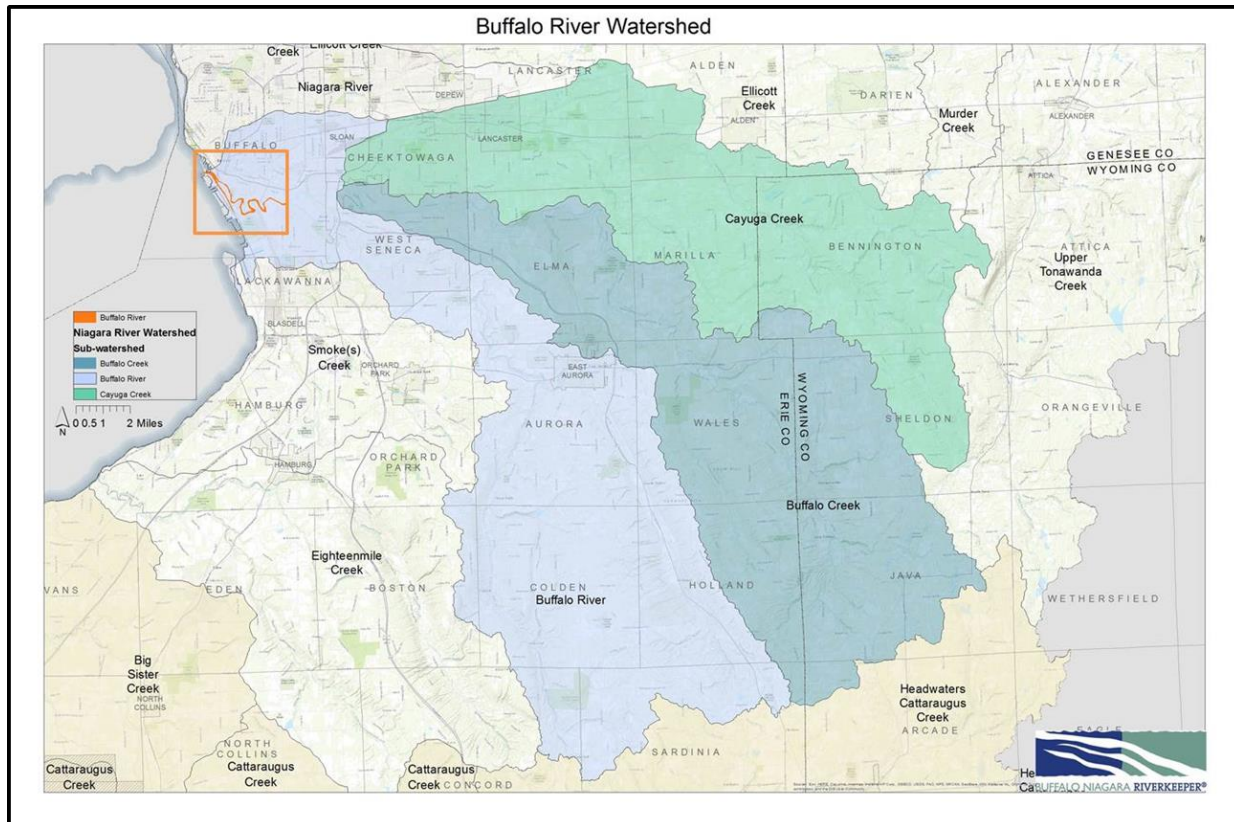 Buffalo River Watershed
Ellicott Creek
Creek
Niagara River
LANCASTER
DEPEW
ALDEN
Ellicott
Creek
ALDEN
DARIEN
Murder
Creek
ALEXANDER
ALEXANDER
GENESEE CO
WYOMING CO
BUFFALO
SLOAN
LANCASTER
CHEEKTOWAGA
ATTICA
Cayuga Creek
WEST
SENECA
ELMA
MARILLA
BENNINGTON
ATTICA
Upper
Tonawanda
Creek
LACKAWANNA
BLASDELL
Smoke(s)
Creek
ORCHARD
PARK
EAST
AURORA
Buffalo River
Niagara River Watershed
Sub-watershed
Buffalo Creek
Buffalo River
Cayuga Creek
N
0 0.5 1 2 Miles
HAMBURG
HAMBURG
ORCHARD
PARK
AURORA
WALES
WYOMING CO
ERIE CO
SHELDON
ORANGEVILLE
Buffalo Creek
Eighteenmile
Creek
VANS
EDEN
BOSTON
COLDEN
Buffalo River
HOLLAND
JAVA
WETHERSFIELD
Big
Sister
Creek
NORTH
COLLINS
Headwaters
Cattaraugus
Creek
ARCADE
EAGLE
NORTH
COLLINS
SARDINIA
Cattaraugus
Creek
Cattaraugus
Creek
Cattaraugus
Creek
CONCORD
He
Ca
BUFFALO NIAGARA RIVERKEEPER®